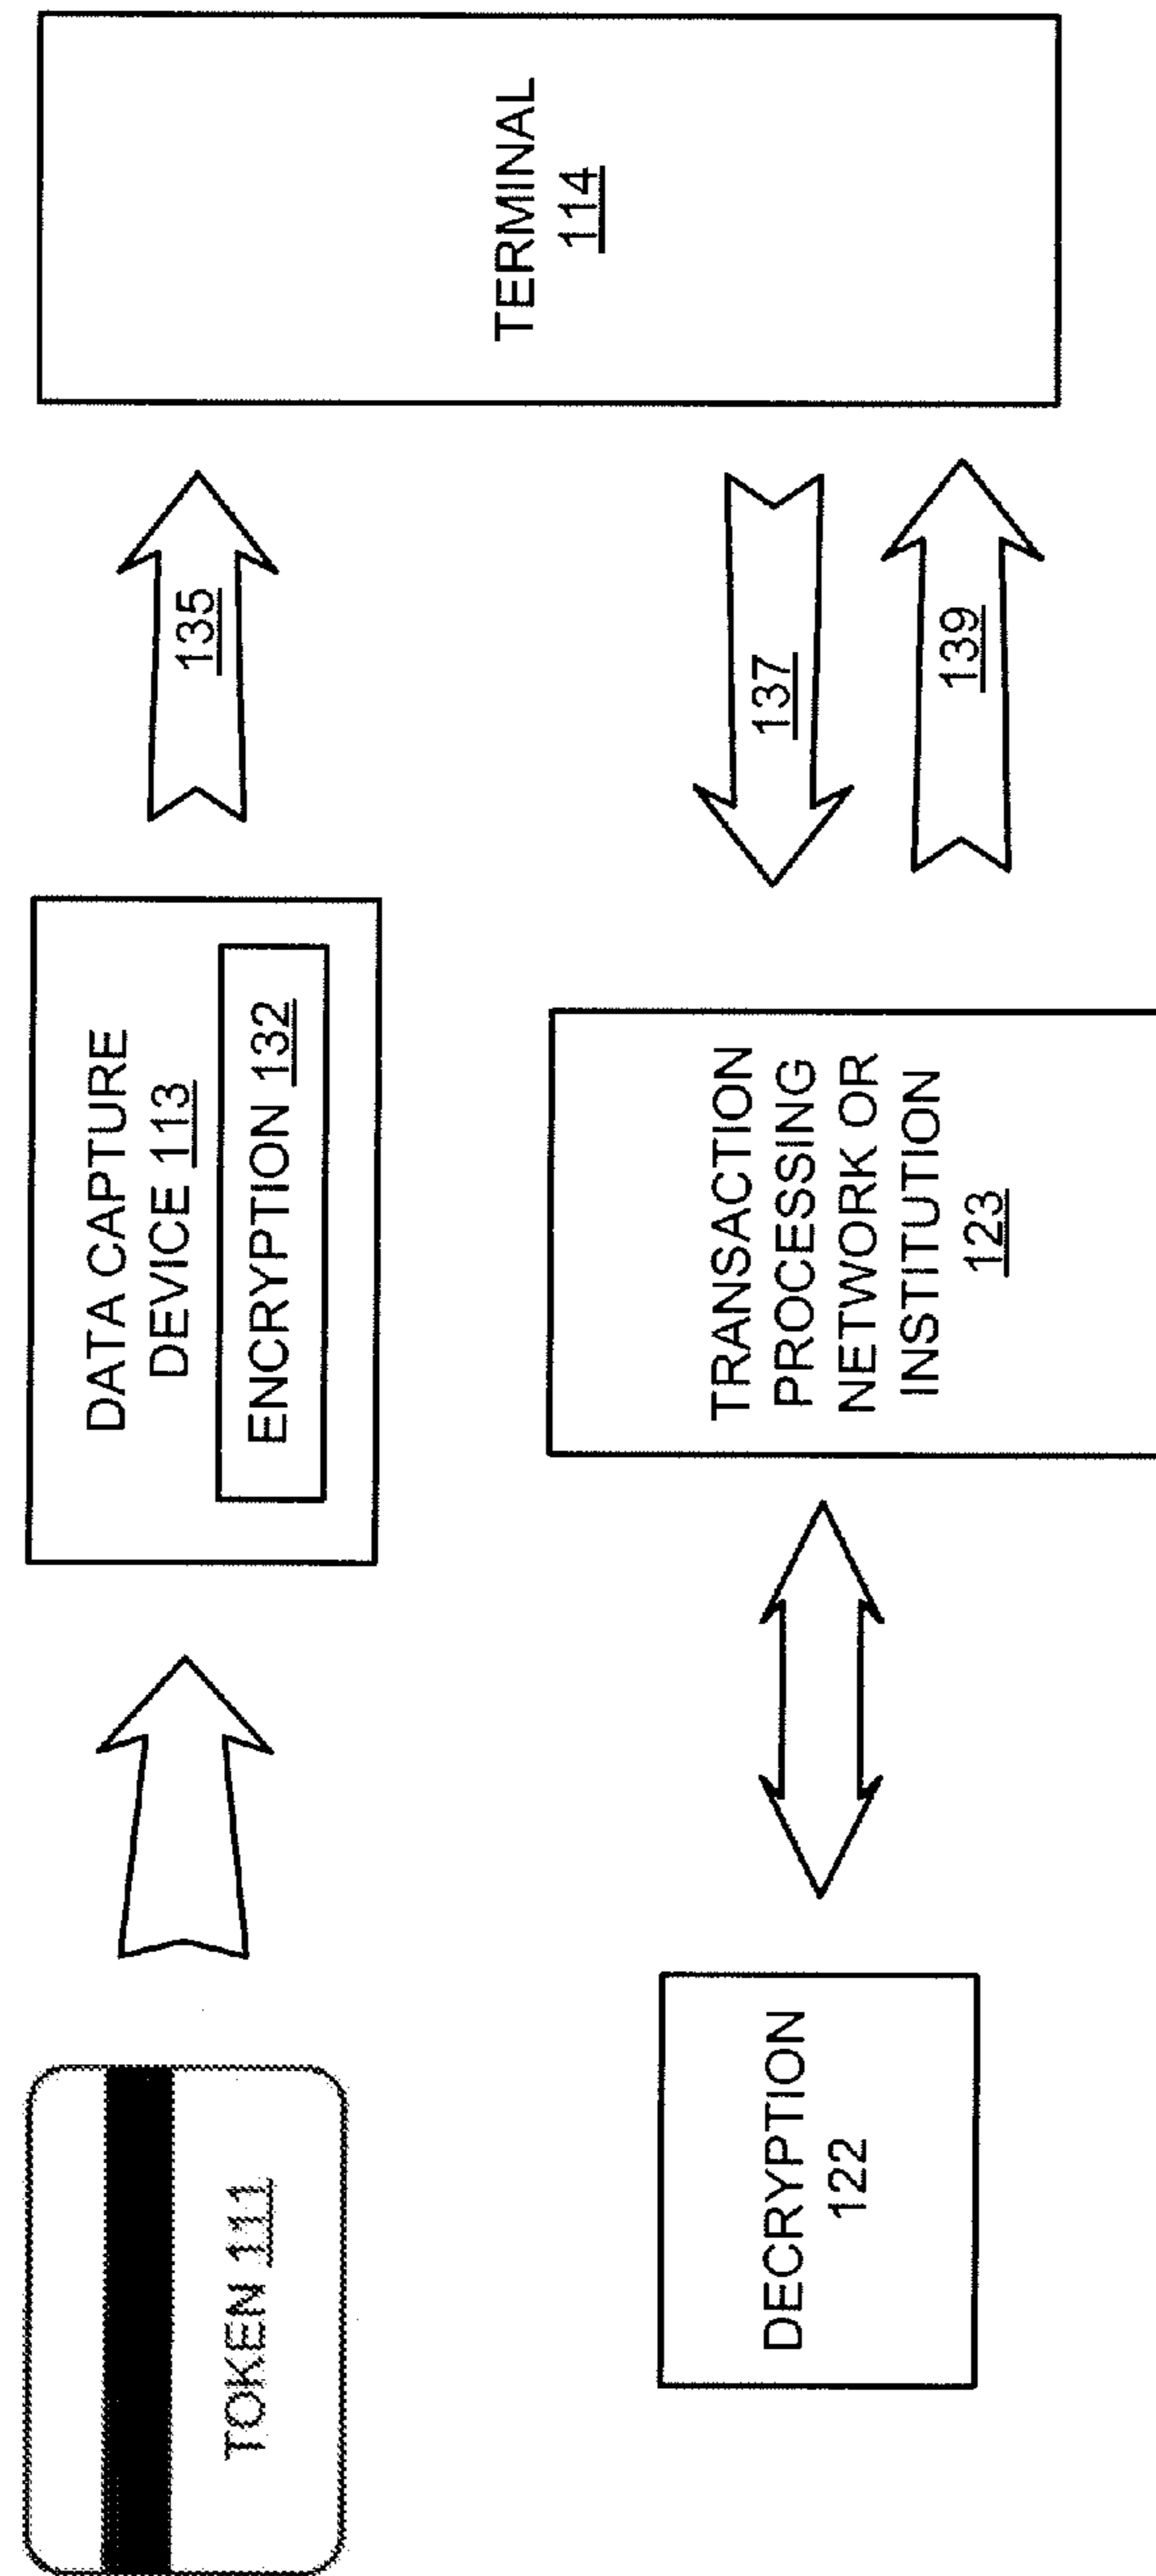 TOKEN 111
DATA CAPTURE
DEVICE 113
ENCRYPTION 132
135
TERMINAL
114
DECRYPTION
122
TRANSACTION
PROCESSING
NETWORK OR
INSTITUTION
123
137
139